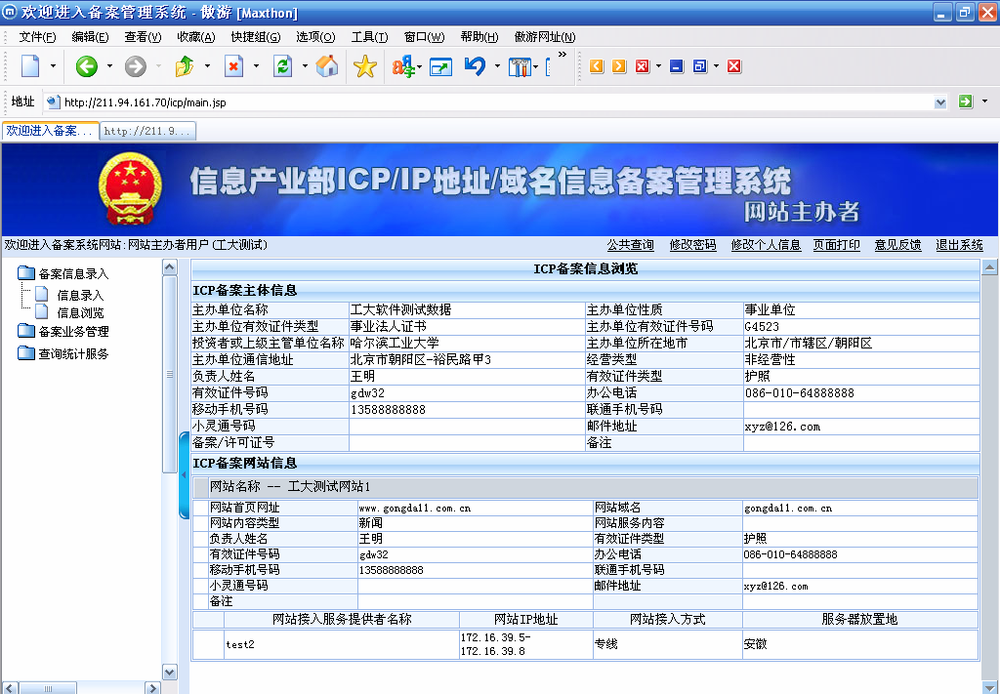 欢迎进入备案管理系统 - 傲游 [Maxthon]
文件(F) 编辑(E) 查看(V) 收藏(A) 快捷组(G) 选项(O) 工具(T) 窗口(W) 帮助(H) 傲游网址(N)
地址 http://211.94.161.70/icp/main.jsp
欢迎进入备案... http://211.9...
信息产业部ICP/IP地址/域名信息备案管理系统
网站主办者
欢迎进入备案系统网站:网站主办者用户(工大测试) 公共查询 修改密码 修改个人信息 页面打印 意见反馈 退出系统
备案信息录入
信息录入
信息浏览
备案业务管理
查询统计服务
ICP备案信息浏览
ICP备案主体信息
主办单位名称 工大软件测试数据 主办单位性质 事业单位
主办单位有效证件类型 事业法人证书 主办单位有效证件号码 G4523
投资者或上级主管单位名称 哈尔滨工业大学 主办单位所在地市 北京市/市辖区/朝阳区
主办单位通信地址 北京市朝阳区-裕民路甲3 经营类型 非经营性
负责人姓名 王明 有效证件类型 护照
有效证件号码 gdw32 办公电话 086-010-64888888
移动手机号码 13588888888 联通手机号码
小灵通号码 邮件地址 xyz@126.com
备案/许可证号 备注
ICP备案网站信息
网站名称 -- 工大测试网站1
网站首页网址 www.gongda11.com.cn 网站域名 gongda11.com.cn
网站内容类型 新闻 网站服务内容
负责人姓名 王明 有效证件类型 护照
有效证件号码 gdw32 办公电话 086-010-64888888
移动手机号码 13588888888 联通手机号码
小灵通号码 邮件地址 xyz@126.com
备注
网站接入服务提供者名称 网站IP地址 网站接入方式 服务器放置地
test2 172.16.39.5-
172.16.39.8 专线 安徽